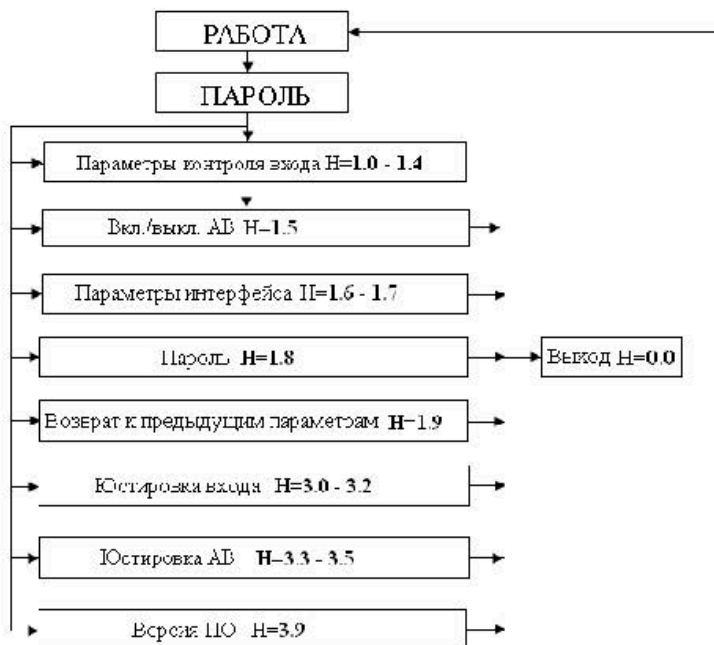 РАБОТА
ПАРОЛЬ
Параметры контроля входа H=1.0 - 1.4
Вкл./выкл. АВ H=1.5
Параметры интерфейса H=1.6 - 1.7
Пароль H=1.8
Выход H=0.0
Возврат к предыдущим параметрам H=1.9
Юстировка входа H=3.0 - 3.2
Юстировка АВ H=3.3 - 3.5
Версия ПО H=3.9